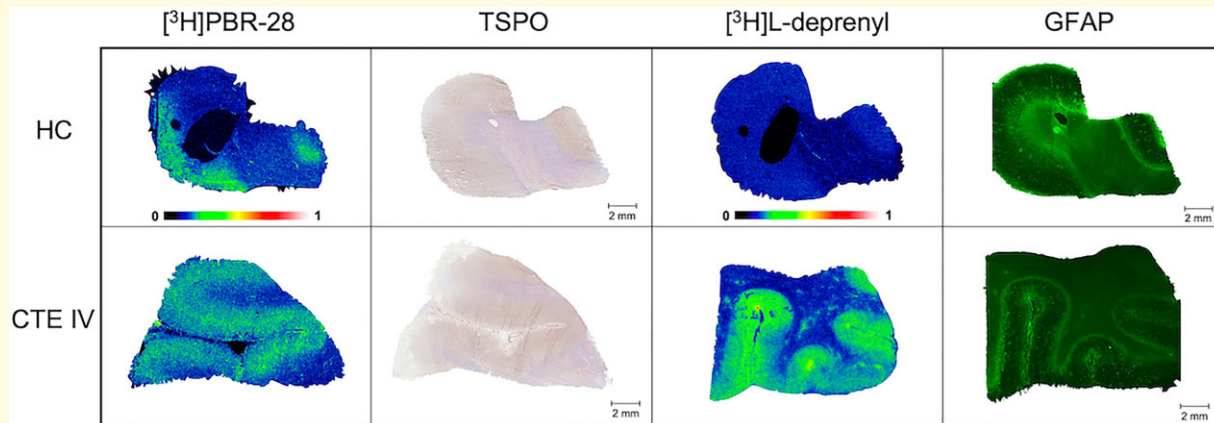 [³H]PBR-28 TSPO [³H]L-deprenyl GFAP
HC
0 1 2 mm 0 1 2 mm
CTE IV
2 mm 2 mm